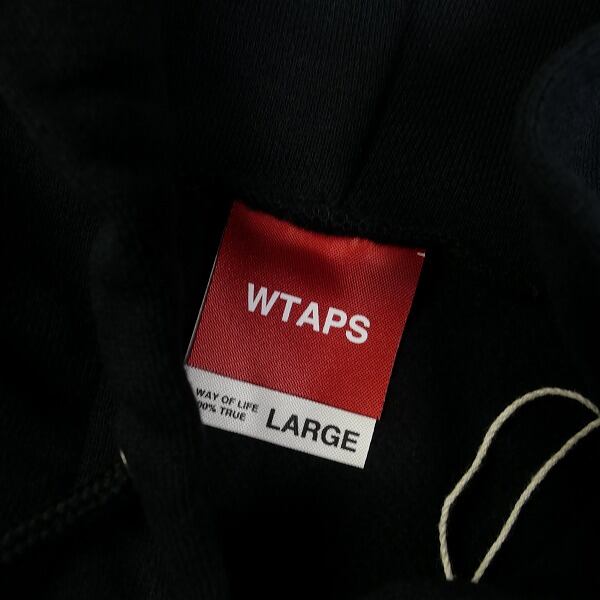 WTAPS
WAY OF LIFE
00% TRUE
LARGE